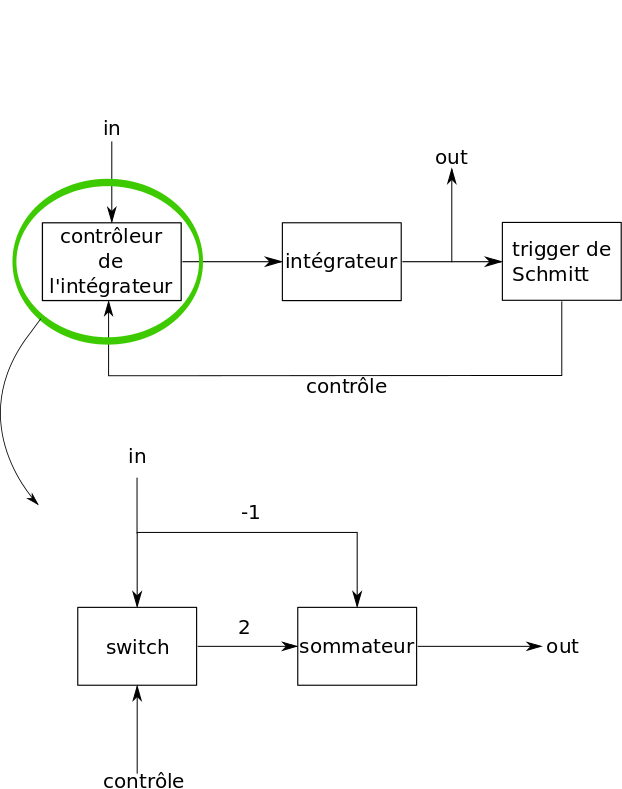 in
out
contrôleur
de
l'intégrateur
intégrateur
trigger de
Schmitt
contrôle
in
-1
switch
2
sommateur
out
contrôle